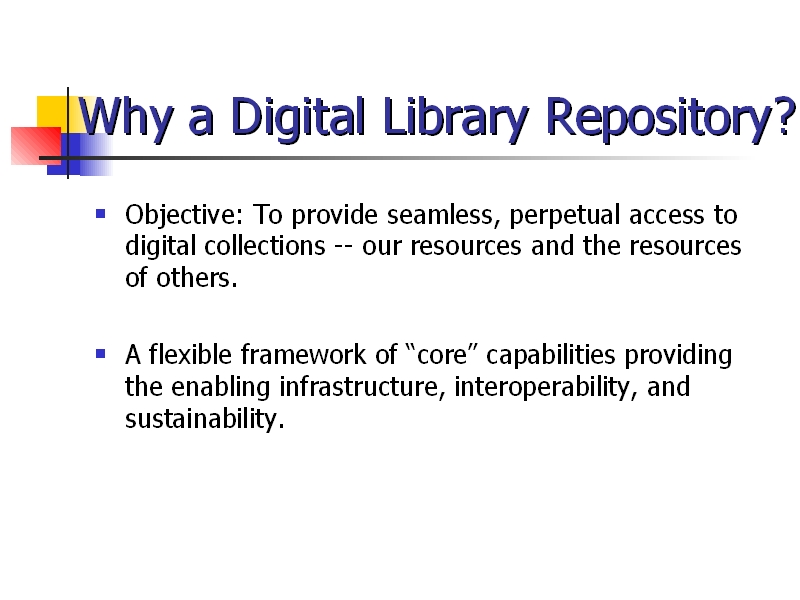 Why a Digital Library Repository?
Objective: To provide seamless, perpetual access to
digital collections -- our resources and the resources
of others.
A flexible framework of “core” capabilities providing
the enabling infrastructure, interoperability, and
sustainability.